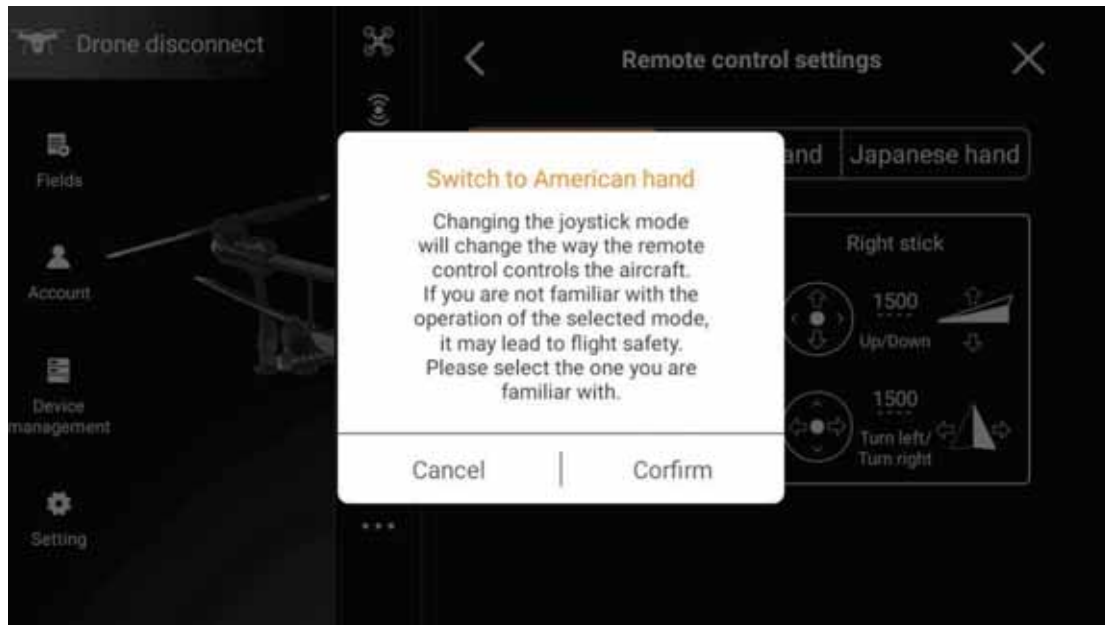 Drone disconnect
Remote control settings
Fields
Account
Device
management
Setting
and
Japanese hand
Switch to American hand
Changing the joystick mode
will change the way the remote
control controls the aircraft.
If you are not familiar with the
operation of the selected mode,
it may lead to flight safety.
Please select the one you are
familiar with.
Cancel
Corfirm
Right stick
1500
Up/Down
1500
Turn left/
Turn right